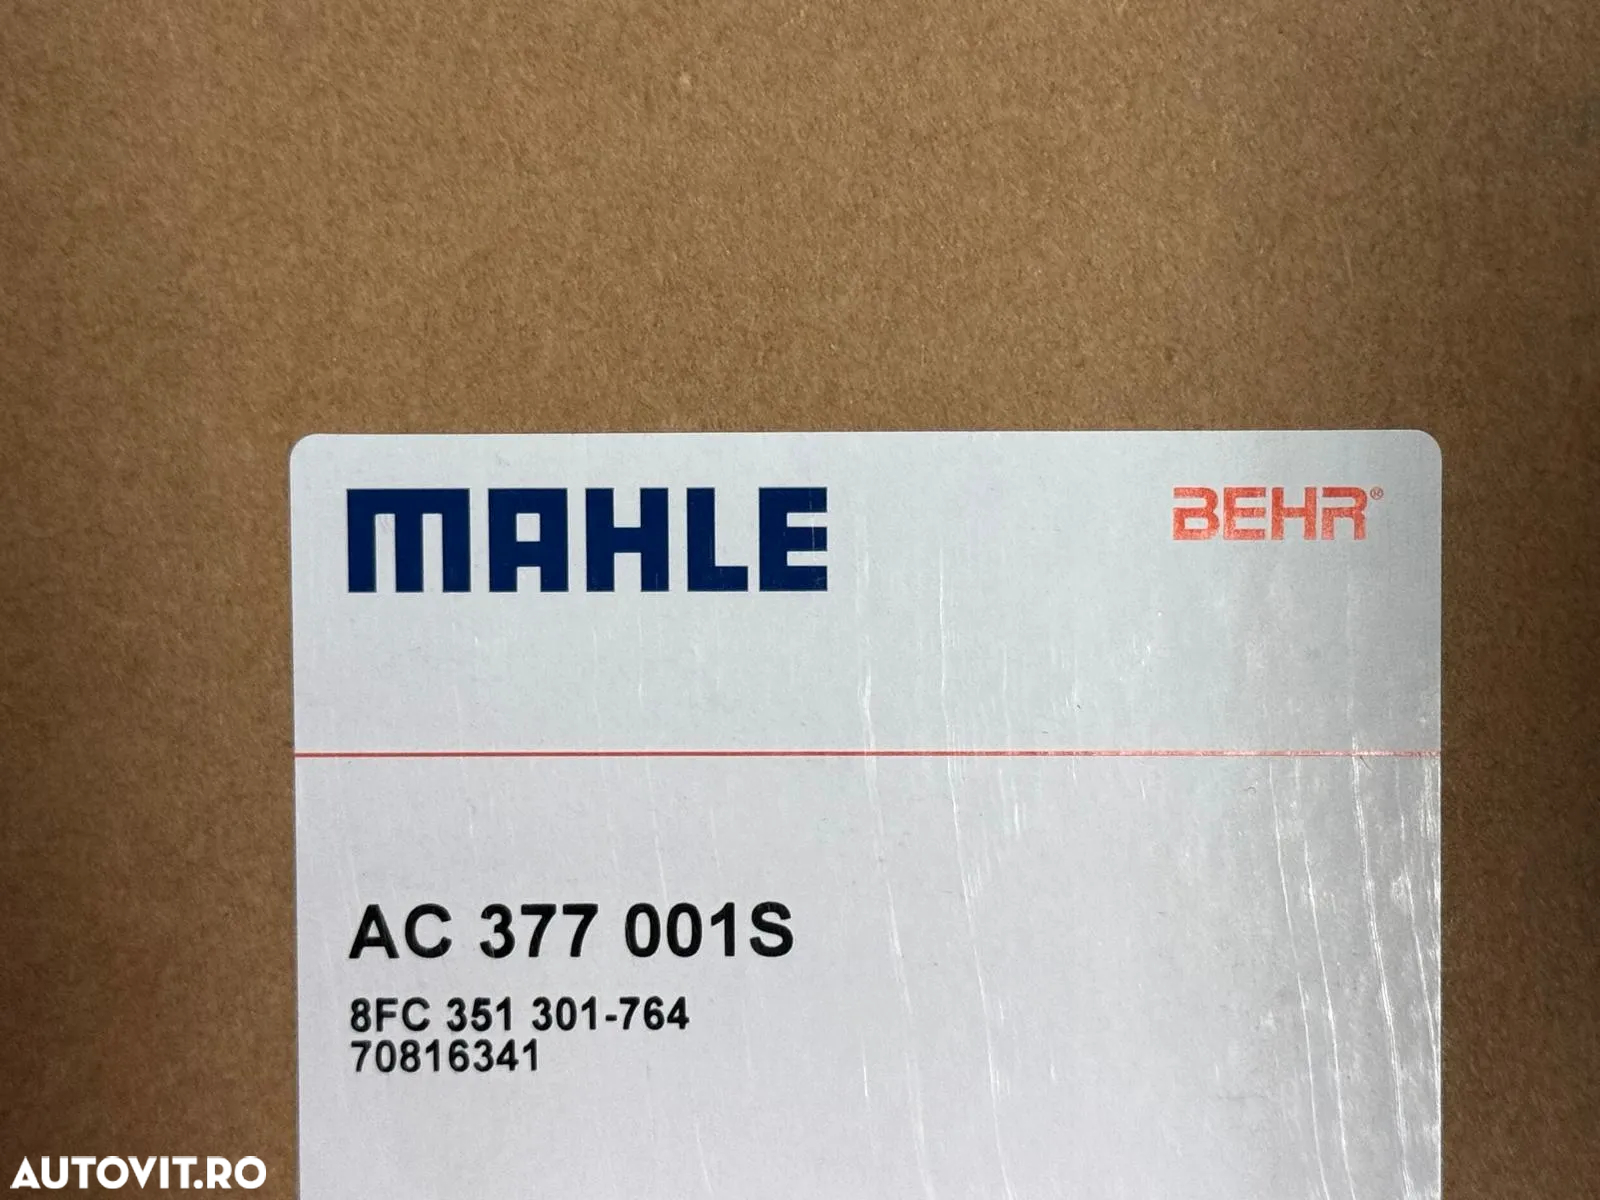 MAHLE
BEHR®
AC 377 001S
8FC 351 301-764
70816341
AUTOVIT.RO